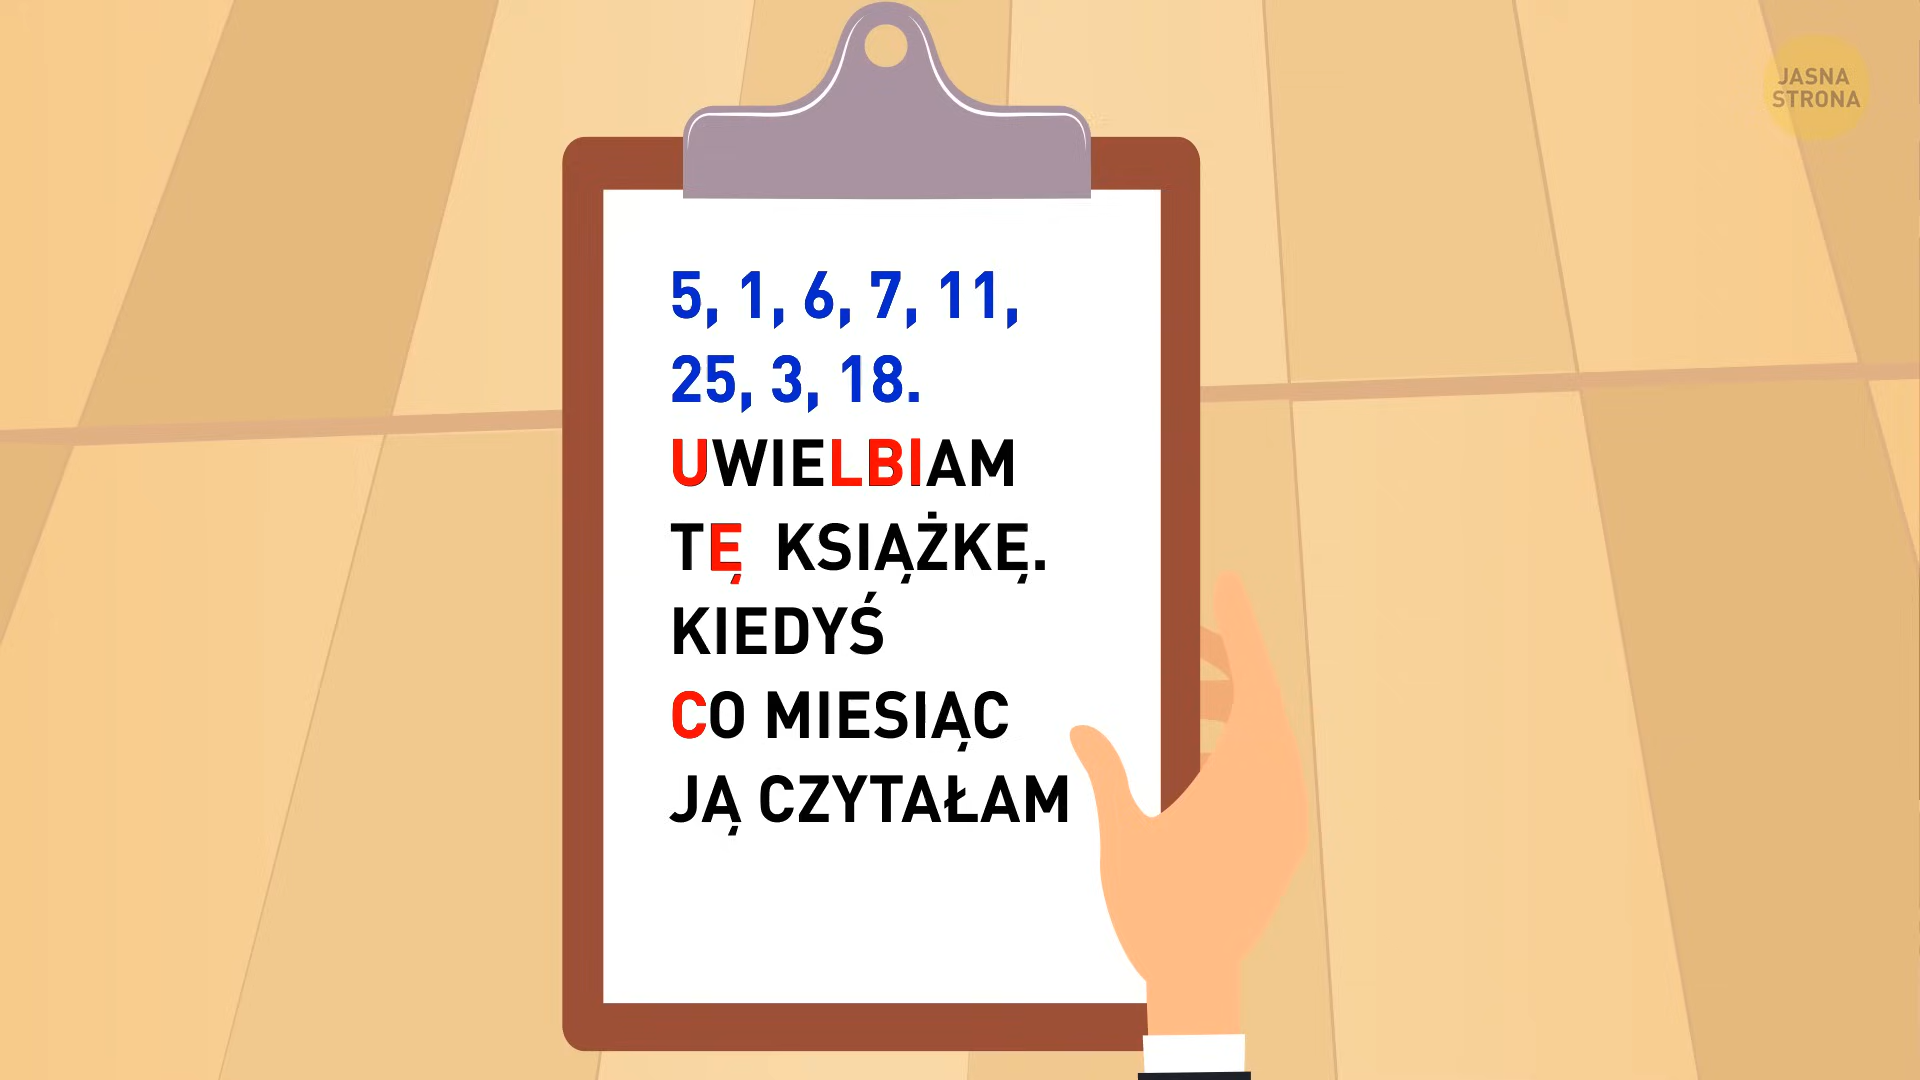 JASNA
STRONA
5, 1, 6, 7, 11,
25, 3, 18.
UWIELBIAM
TĘ KSIĄŻKĘ.
KIEDYŚ
CO MIESIĄC
JĄ CZYTAŁAM